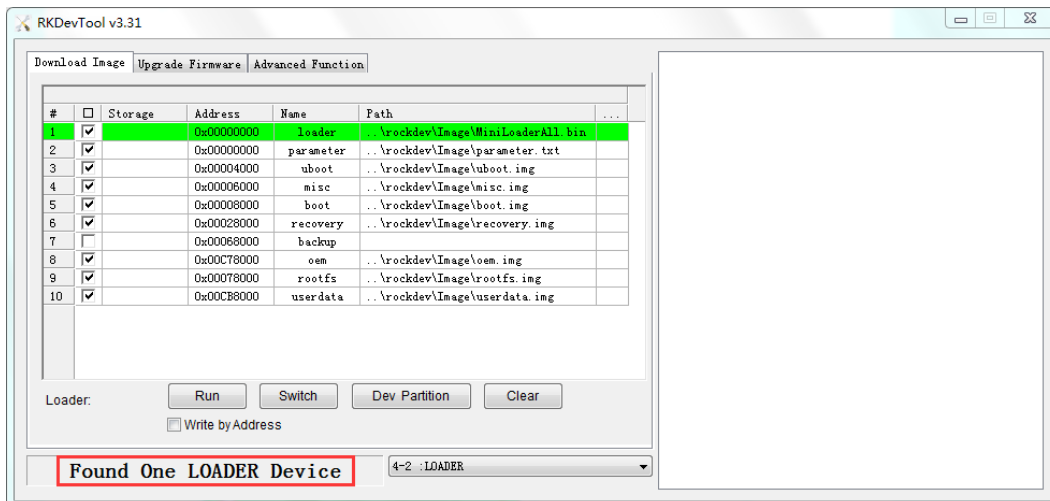 RKDevTool v3.31
Download Image Upgrade Firmware Advanced Function
# Storage Address Name Path ...
1 0x00000000 loader ..\rockdev\Image\MiniLoaderAll.bin
2 0x00000000 parameter ..\rockdev\Image\parameter.txt
3 0x00004000 uboot ..\rockdev\Image\uboot.img
4 0x00006000 misc ..\rockdev\Image\misc.img
5 0x00008000 boot ..\rockdev\Image\boot.img
6 0x00028000 recovery ..\rockdev\Image\recovery.img
7 0x00068000 backup
8 0x00C78000 oem ..\rockdev\Image\oem.img
9 0x00078000 rootfs ..\rockdev\Image\rootfs.img
10 0x00CB8000 userdata ..\rockdev\Image\userdata.img
Loader: Run Switch Dev Partition Clear
Write by Address
Found One LOADER Device 4-2 :LOADER